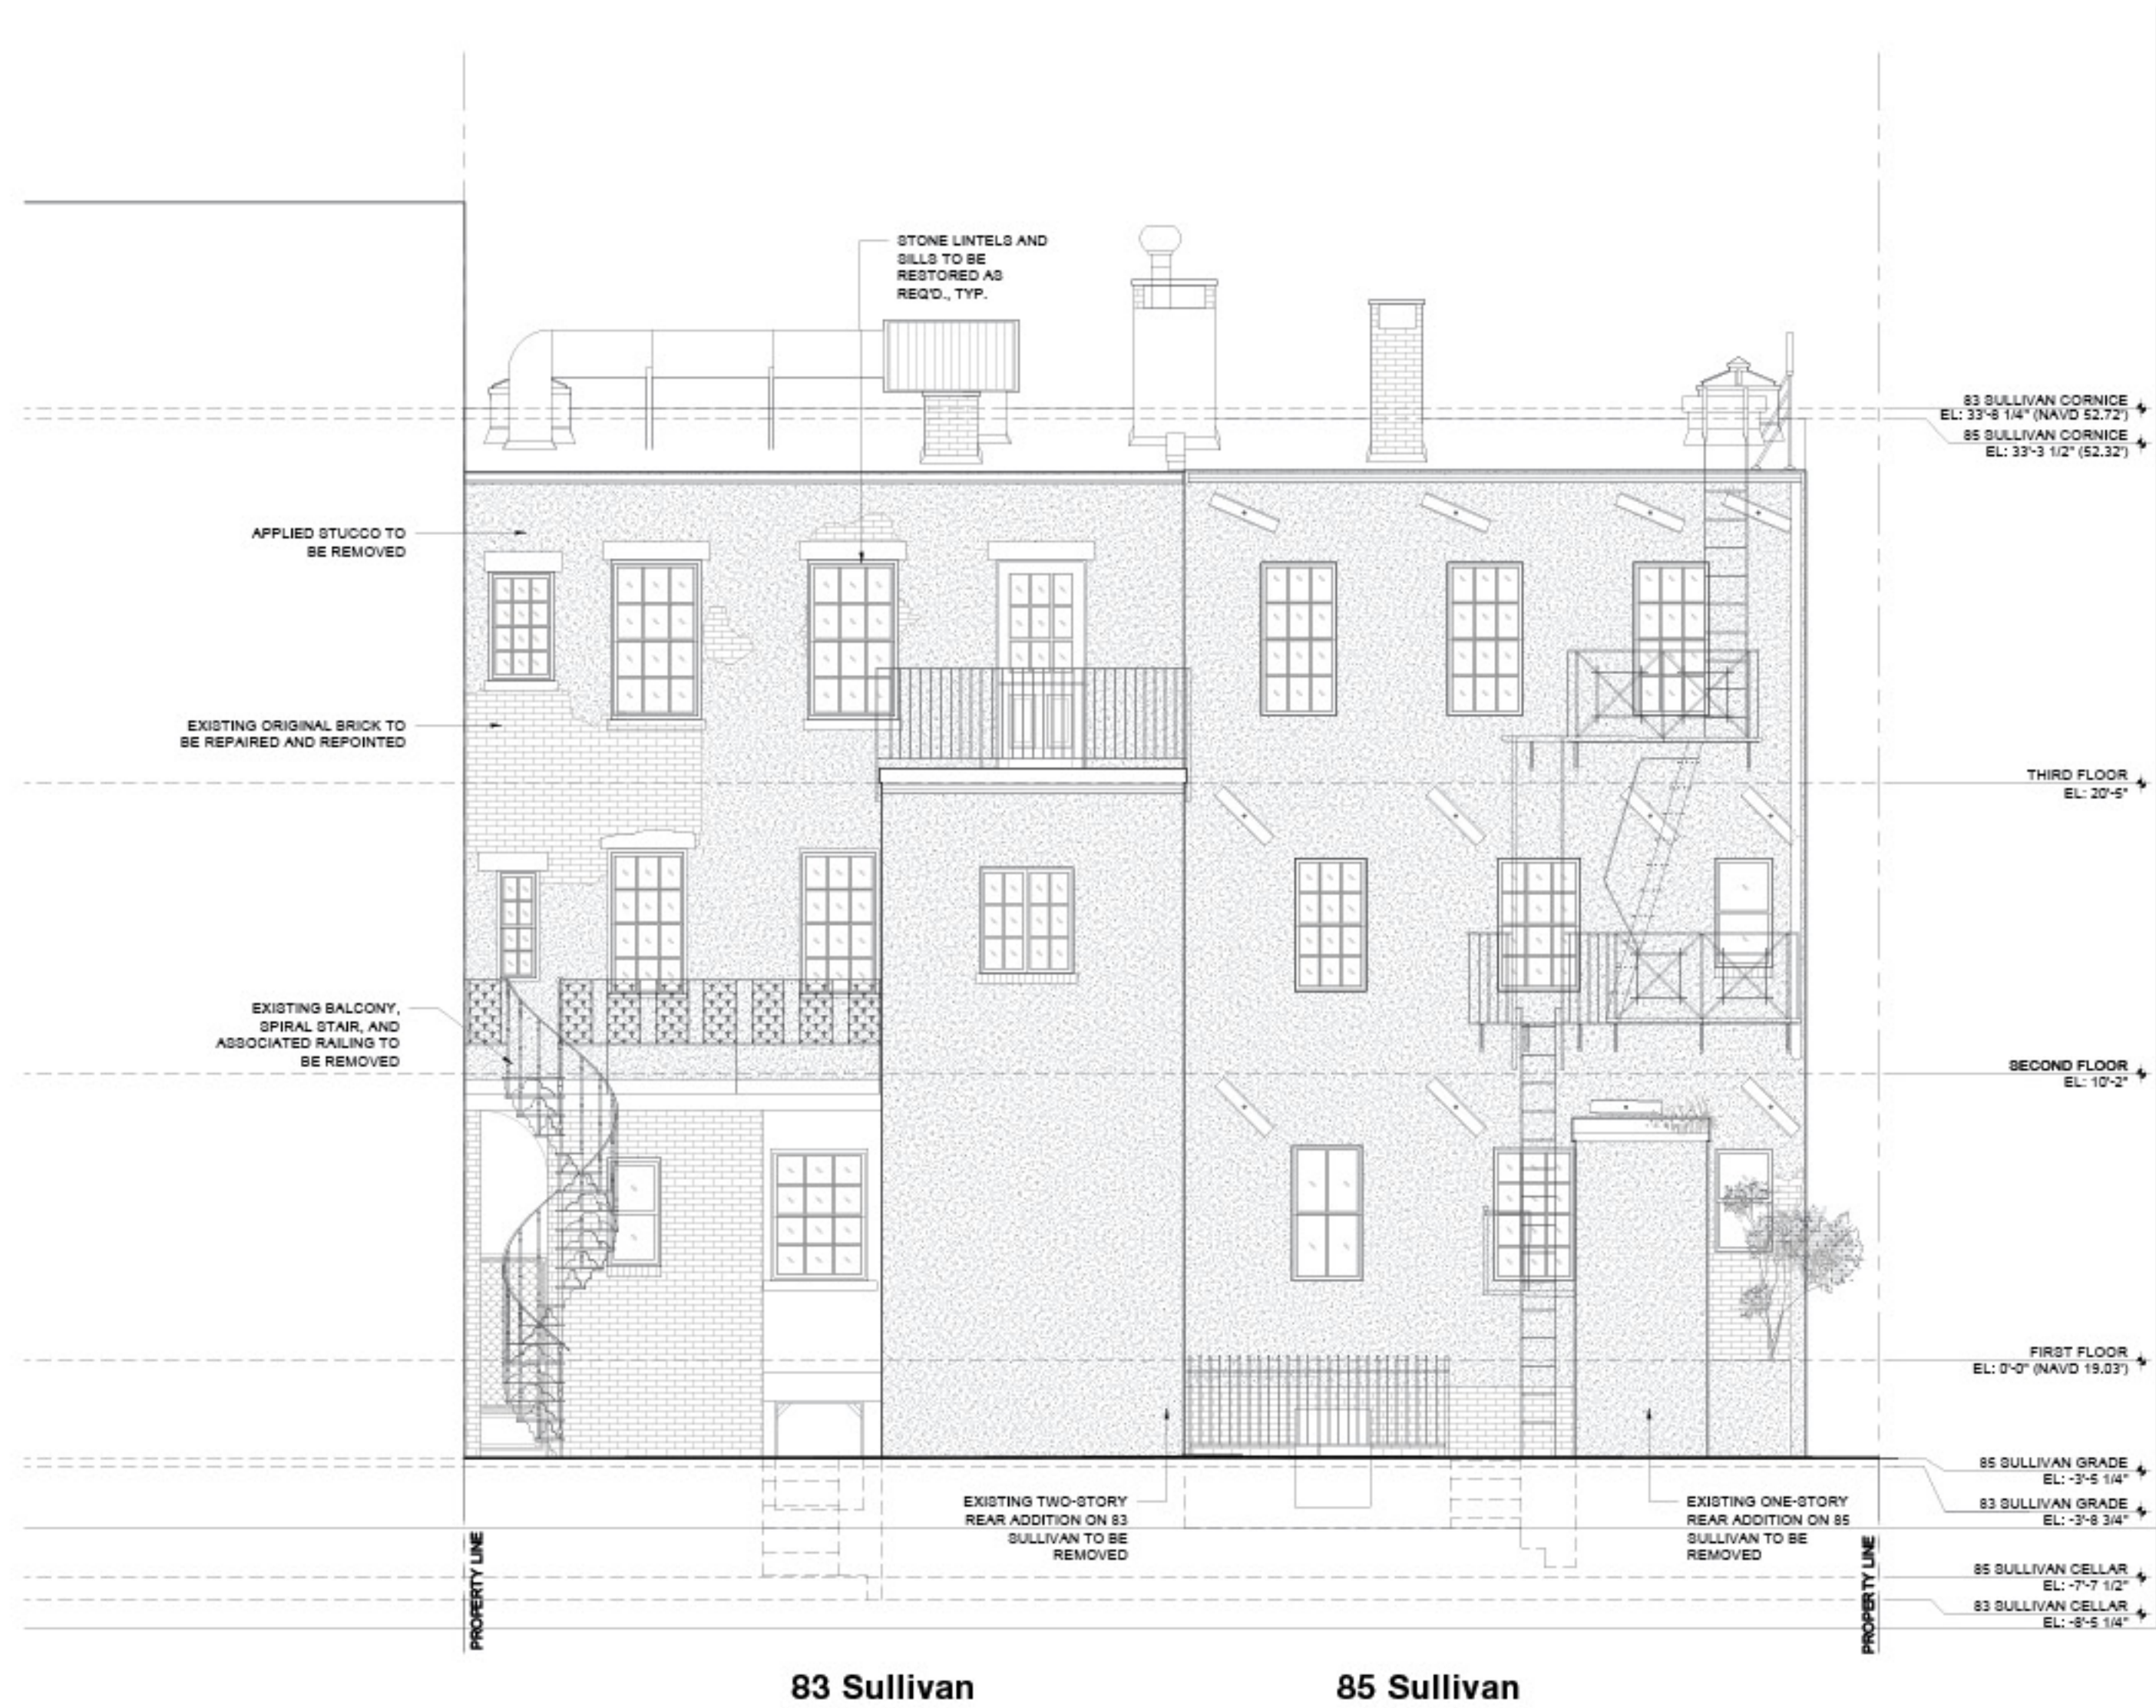 STONE LINTELS AND
SILLS TO BE
RESTORED AS
REQ'D., TYP.
83 SULLIVAN CORNICE
EL: 33'-8 1/4" (NAVD 52.72')
85 SULLIVAN CORNICE
EL: 33'-3 1/2" (52.32')
APPLIED STUCCO TO
BE REMOVED
EXISTING ORIGINAL BRICK TO
BE REPAIRED AND REPOINTED
THIRD FLOOR
EL: 20'-5"
EXISTING BALCONY,
SPIRAL STAIR, AND
ASSOCIATED RAILING TO
BE REMOVED
SECOND FLOOR
EL: 10'-2"
FIRST FLOOR
EL: 0'-0" (NAVD 19.03')
85 SULLIVAN GRADE
EL: -3'-5 1/4"
83 SULLIVAN GRADE
EL: -3'-8 3/4"
EXISTING TWO-STORY
REAR ADDITION ON 83
SULLIVAN TO BE
REMOVED
EXISTING ONE-STORY
REAR ADDITION ON 85
SULLIVAN TO BE
REMOVED
85 SULLIVAN CELLAR
EL: -7'-7 1/2"
83 SULLIVAN CELLAR
EL: -8'-5 1/4"
PROPERTY LINE
PROPERTY LINE
83 Sullivan
85 Sullivan